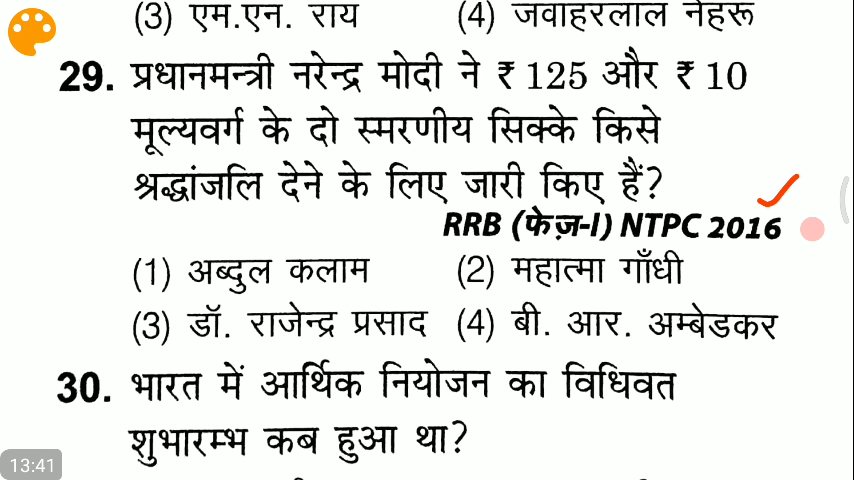 (3) एम.एन. राय (4) जवाहरलाल नेहरू
29. प्रधानमन्त्री नरेन्द्र मोदी ने ₹ 125 और ₹ 10
मूल्यवर्ग के दो स्मरणीय सिक्के किसे
श्रद्धांजलि देने के लिए जारी किए हैं?
RRB (फेज़-I) NTPC 2016
(1) अब्दुल कलाम (2) महात्मा गाँधी
(3) डॉ. राजेन्द्र प्रसाद (4) बी. आर. अम्बेडकर
30. भारत में आर्थिक नियोजन का विधिवत
शुभारम्भ कब हुआ था?
13:41